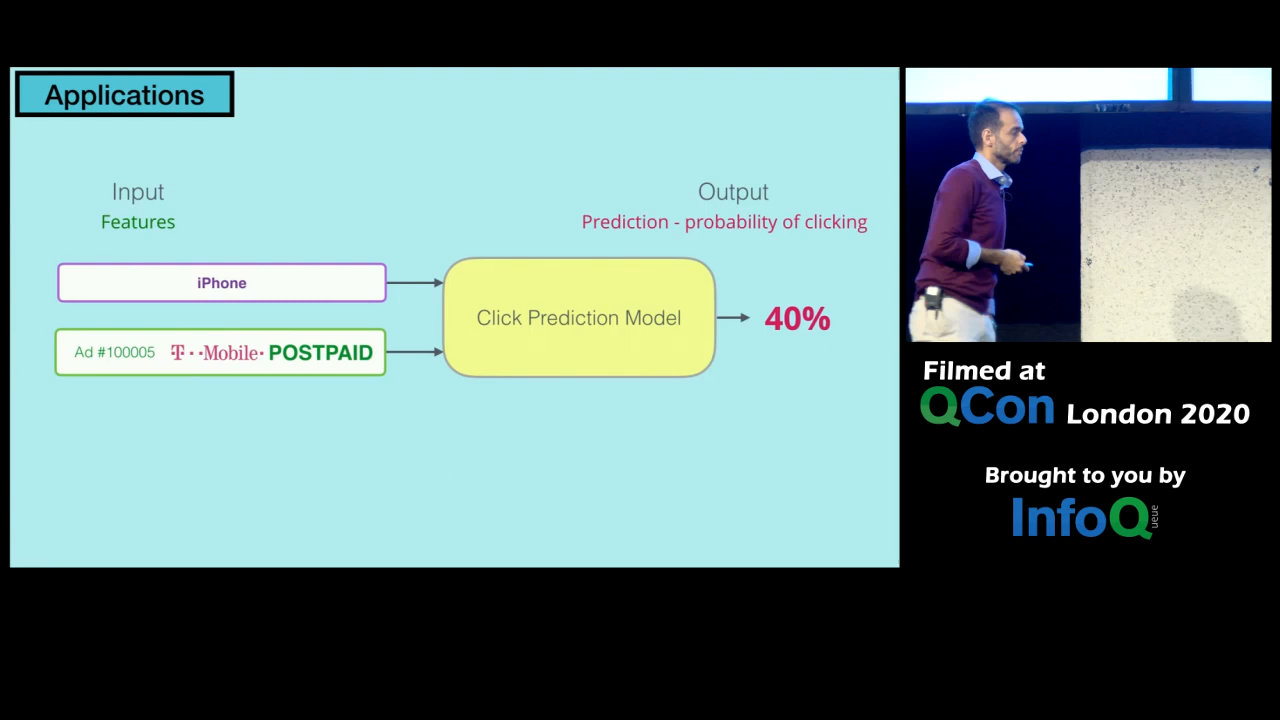 Applications
Input
Features
Output
Prediction - probability of clicking
iPhone
Ad #100005 T··Mobile· POSTPAID
Click Prediction Model
40%
Filmed at
QCon London 2020
Brought to you by
InfoQ
ueue